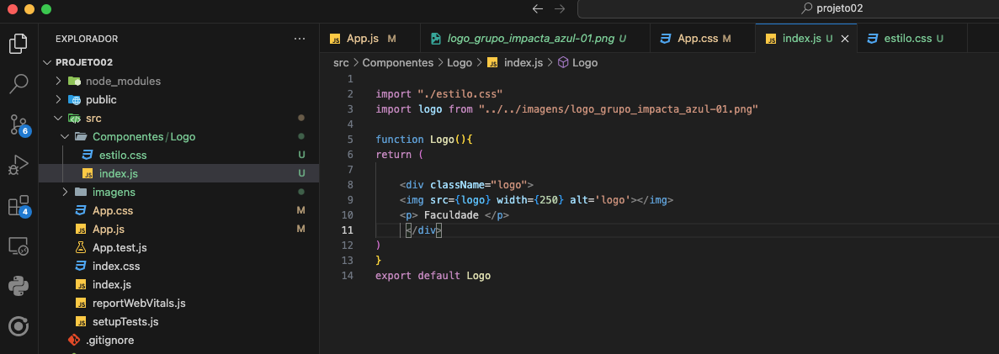 projeto02
EXPLORADOR
PROJETO02
node_modules
public
src
Componentes / Logo
estilo.css U
index.js U
imagens
App.css M
App.js M
App.test.js
index.css
index.js
reportWebVitals.js
setupTests.js
.gitignore
6
4
JS App.js M
logo_grupo_impacta_azul-01.png U
App.css M
JS index.js U
estilo.css U
src > Componentes > Logo > JS index.js > Logo
1
2 import "./estilo.css"
3 import logo from "../../imagens/logo_grupo_impacta_azul-01.png"
4
5 function Logo(){
6 return (
7
8 <div className="logo">
9 <img src={logo} width={250} alt='logo'></img>
10 <p> Faculdade </p>
11 </div>
12 )
13 }
14 export default Logo